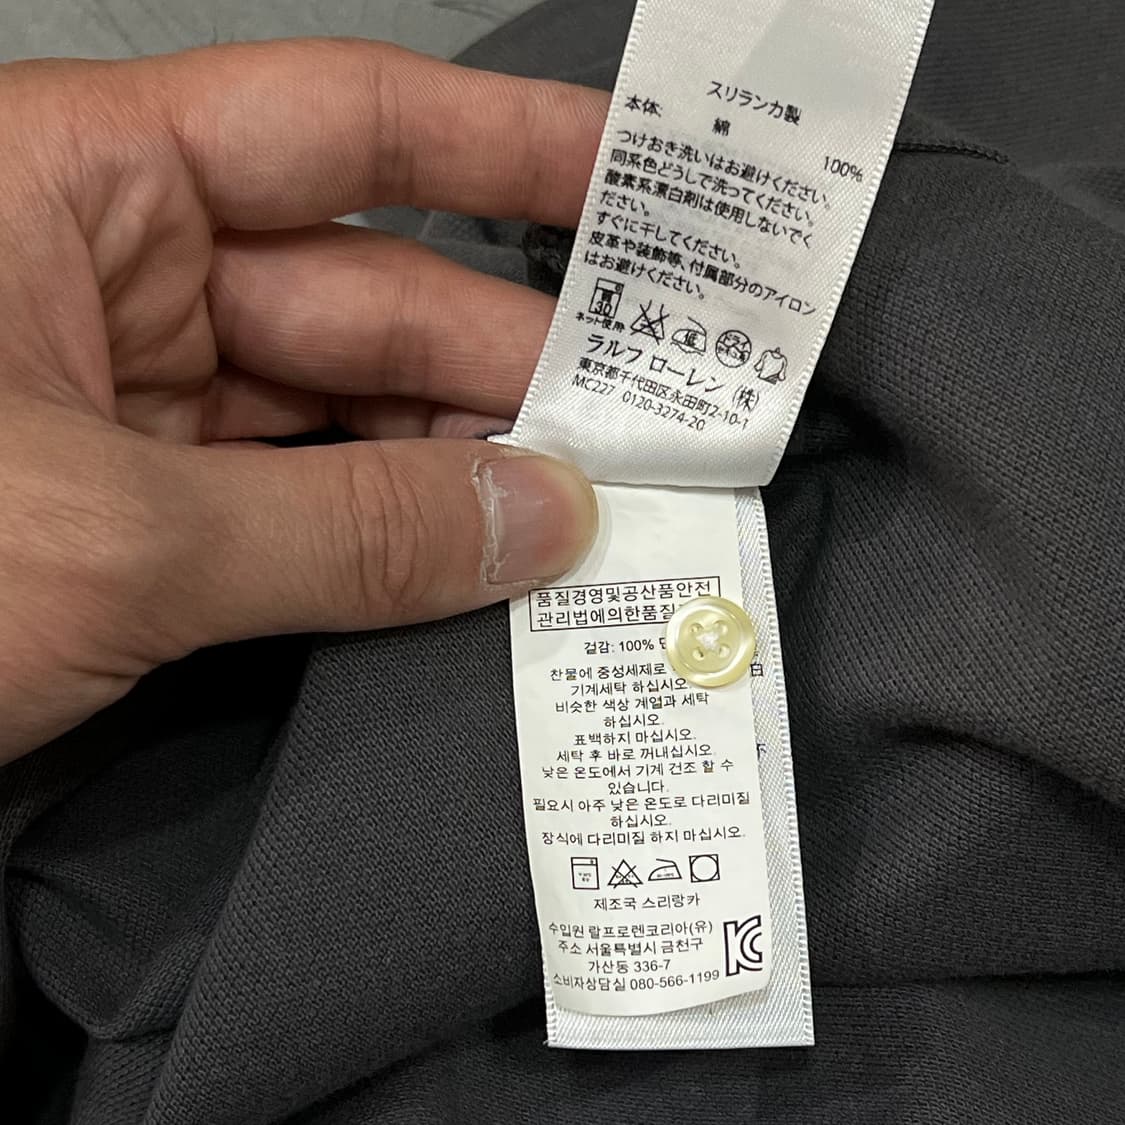 スリランカ製
本体:
綿 100%
つけおき洗いはお避けください。
同系色どうしで洗ってください。
酸素系漂白剤は使用しないでく
ださい。
すぐに干してください。
皮革や装飾等、付属部分のアイロン
はお避けください。
30
ネット使用
低
ドライ
ラルフ ローレン (株)
東京都千代田区永田町2-10-1
MC227 0120-3274-20
품질경영및공산품안전
관리법에의한품질
걸감: 100%
찬물에 중성세제로
기계세탁 하십시오.
비슷한 색상 계열과 세탁
하십시오.
표백하지 마십시오.
세탁 후 바로 꺼내십시오.
낮은 온도에서 기계 건조 할 수
있습니다.
필요시 아주 낮은 온도로 다리미질
하십시오.
장식에 다리미질 하지 마십시오.
제조국 스리랑카
수입원 랄프로렌코리아(유)
주소 서울특별시 금천구
가산동 336-7
소비자상담실 080-566-1199
白
不